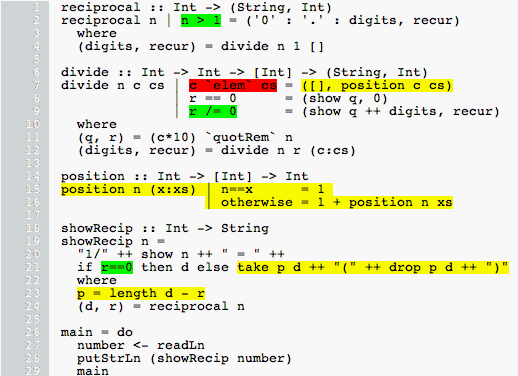 1 reciprocal :: Int -> (String, Int)
2 reciprocal n | n > 1 = ('0' : '.' : digits, recur)
3   where
4   (digits, recur) = divide n 1 []
5
6 divide :: Int -> Int -> [Int] -> (String, Int)
7 divide n c cs | c `elem` cs = ([], position c cs)
8               | r == 0      = (show q, 0)
9               | r /= 0      = (show q ++ digits, recur)
10   where
11   (q, r) = (c*10) `quotRem` n
12   (digits, recur) = divide n r (c:cs)
13
14 position :: Int -> [Int] -> Int
15 position n (x:xs) | n==x      = 1
16                   | otherwise = 1 + position n xs
17
18 showRecip :: Int -> String
19 showRecip n =
20   "1/" ++ show n ++ " = " ++
21   if r==0 then d else take p d ++ "(" ++ drop p d ++ ")"
22   where
23   p = length d - r
24   (d, r) = reciprocal n
25
26 main = do
27   number <- readLn
28   putStrLn (showRecip number)
29   main